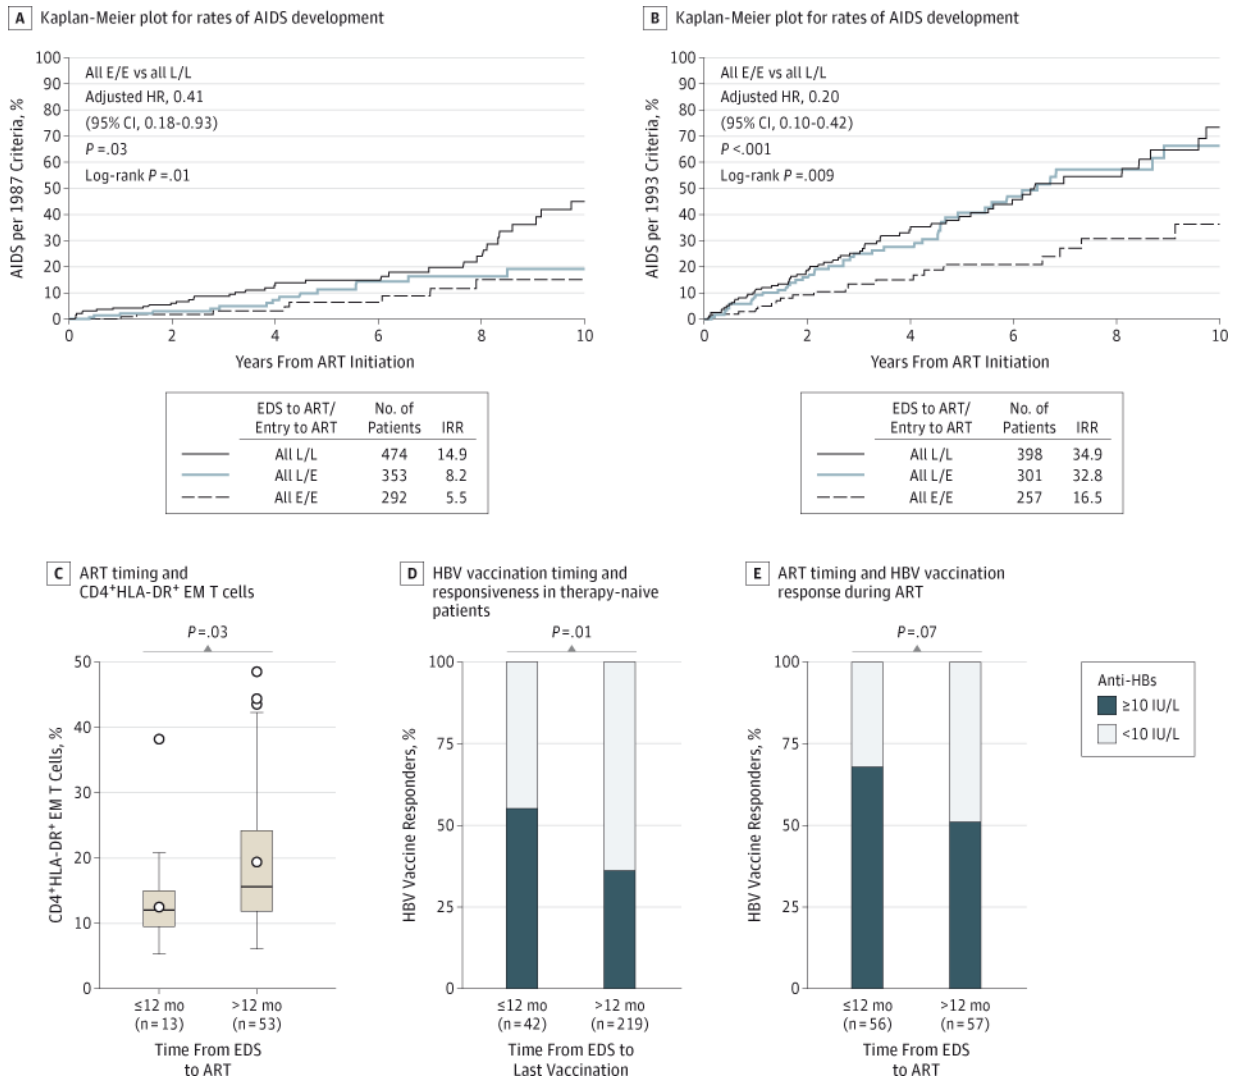 A Kaplan-Meier plot for rates of AIDS development
AIDS per 1987 Criteria, %
100
90
80
70
60
50
40
30
20
10
0
All E/E vs all L/L
Adjusted HR, 0.41
(95% CI, 0.18-0.93)
P=.03
Log-rank P=.01
0 2 4 6 8 10
Years From ART Initiation
EDS to ART/ No. of
Entry to ART Patients IRR
All L/L 474 14.9
All L/E 353 8.2
All E/E 292 5.5
B Kaplan-Meier plot for rates of AIDS development
AIDS per 1993 Criteria, %
100
90
80
70
60
50
40
30
20
10
0
All E/E vs all L/L
Adjusted HR, 0.20
(95% CI, 0.10-0.42)
P<.001
Log-rank P=.009
0 2 4 6 8 10
Years From ART Initiation
EDS to ART/ No. of
Entry to ART Patients IRR
All L/L 398 34.9
All L/E 301 32.8
All E/E 257 16.5
C ART timing and
CD4+HLA-DR+ EM T cells
P=.03
CD4+HLA-DR+ EM T Cells, %
50
40
30
20
10
0
≤12 mo >12 mo
(n=13) (n=53)
Time From EDS
to ART
D HBV vaccination timing and
responsiveness in therapy-naive
patients
P=.01
HBV Vaccine Responders, %
100
75
50
25
0
≤12 mo >12 mo
(n=42) (n=219)
Time From EDS to
Last Vaccination
E ART timing and HBV vaccination
response during ART
P=.07
HBV Vaccine Responders, %
100
75
50
25
0
≤12 mo >12 mo
(n=56) (n=57)
Time From EDS
to ART
Anti-HBs
≥10 IU/L
<10 IU/L